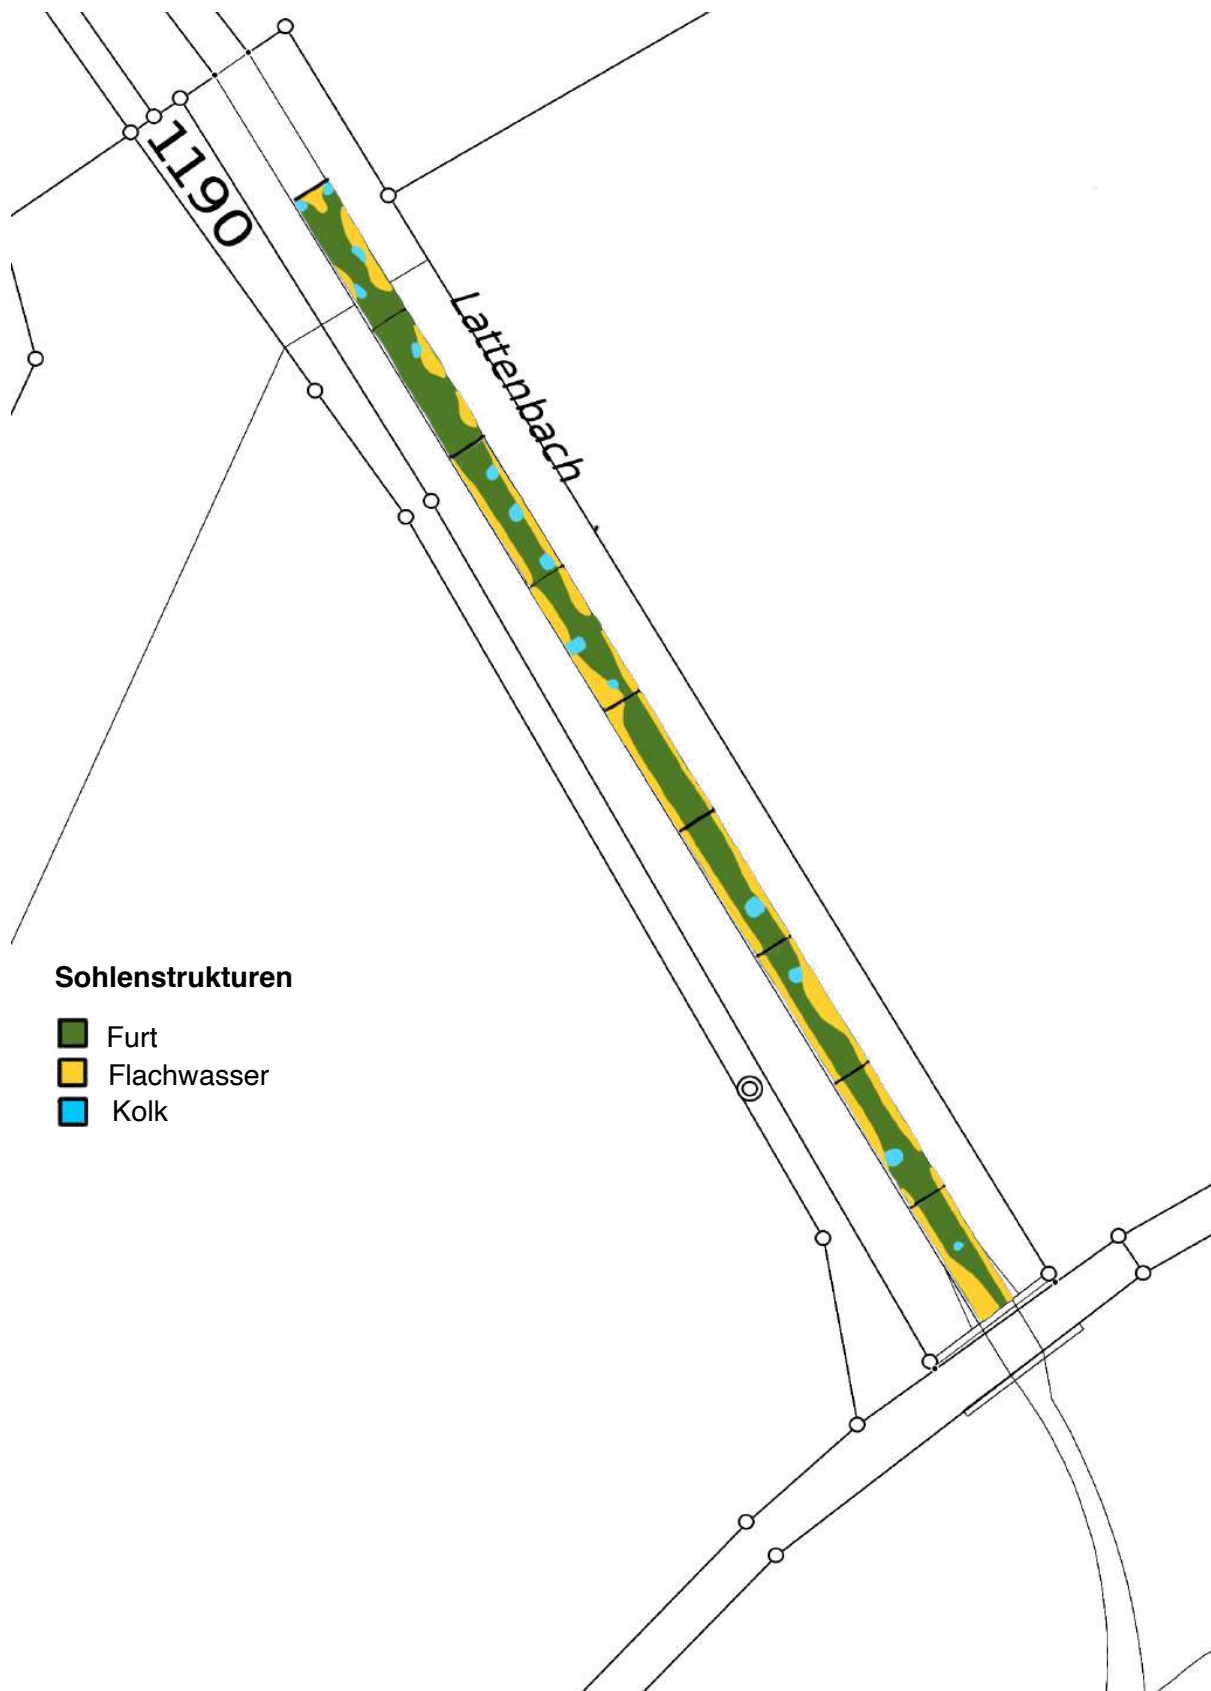 1190
Lattenbach
Sohlenstrukturen
Furt
Flachwasser
Kolk